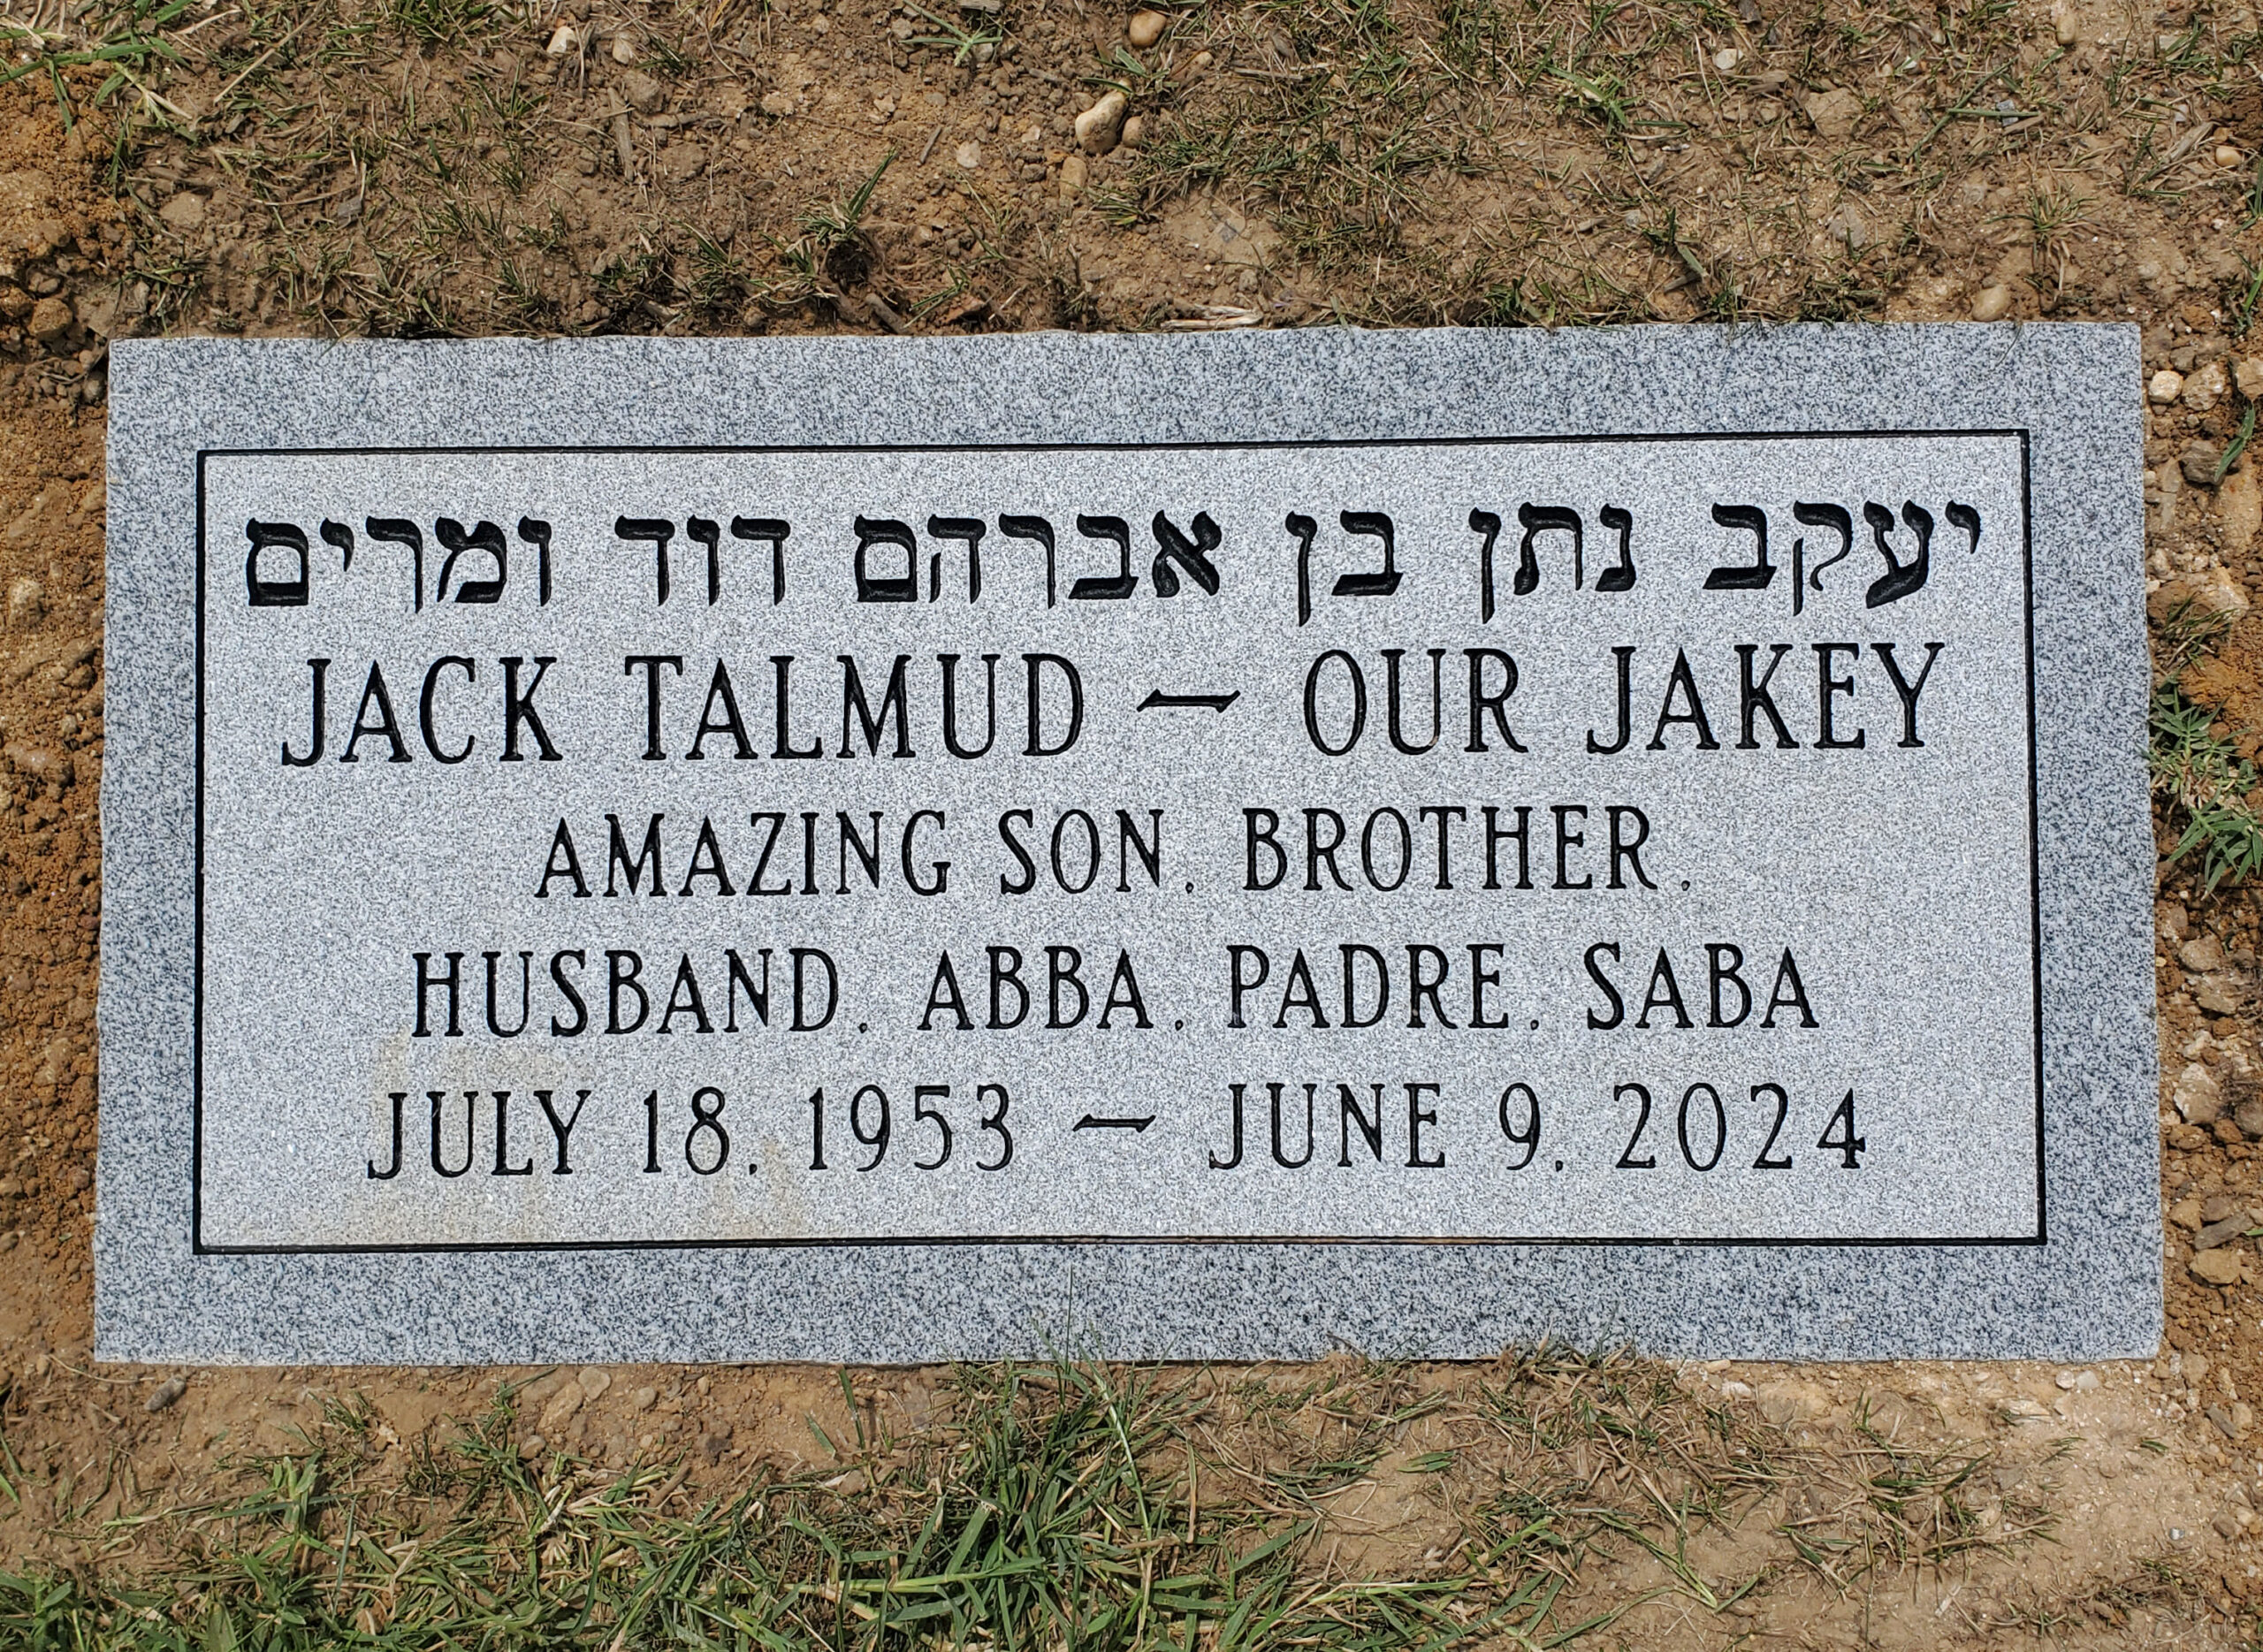 יעקב נתן בן אברהם דוד ומרים
JACK TALMUD — OUR JAKEY
AMAZING SON, BROTHER,
HUSBAND, ABBA, PADRE, SABA
JULY 18, 1953 — JUNE 9, 2024